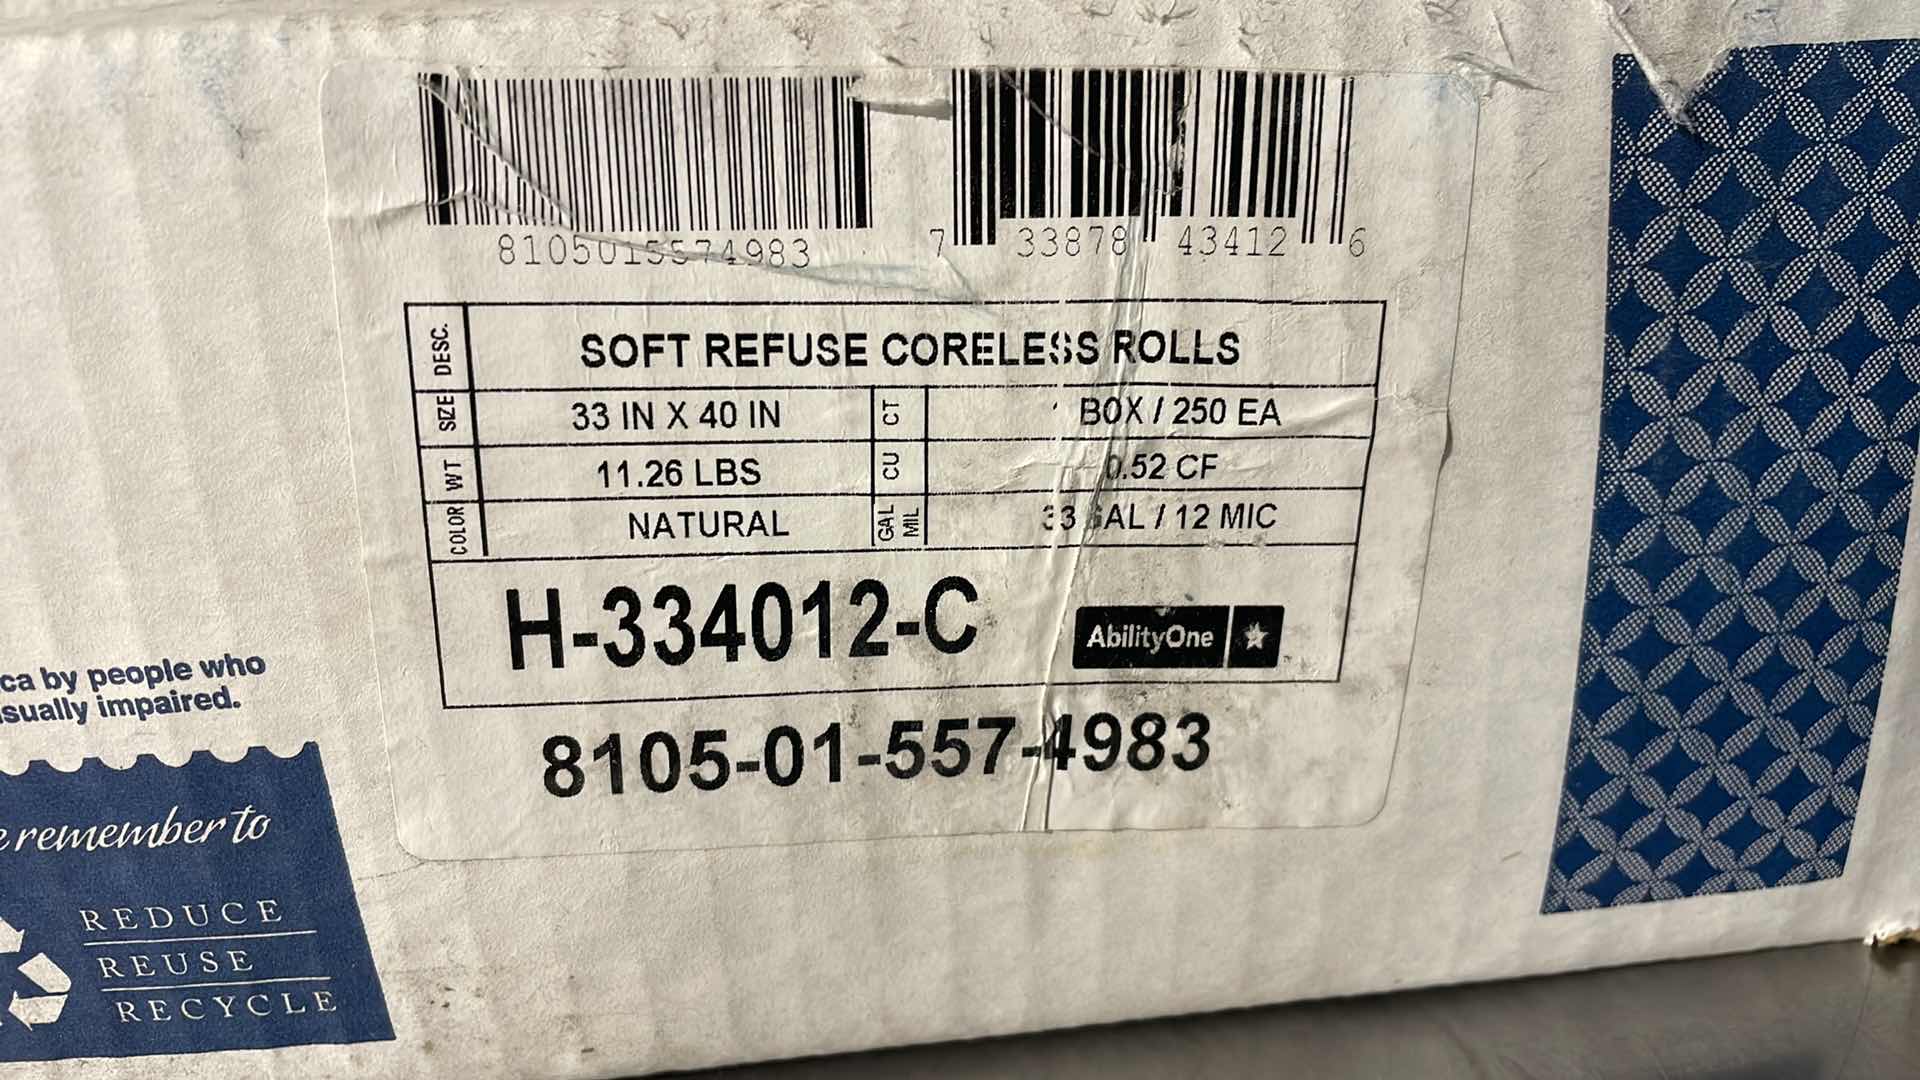 8105015574983
7 33878 43412 6
DESC. SOFT REFUSE CORELESS ROLLS
SIZE 33 IN X 40 IN CT BOX / 250 EA
WT 11.26 LBS CU 0.52 CF
COLOR NATURAL GAL MIL 33 GAL / 12 MIC
H-334012-C AbilityOne
8105-01-557-4983
ca by people who
sually impaired.
remember to
REDUCE
REUSE
RECYCLE